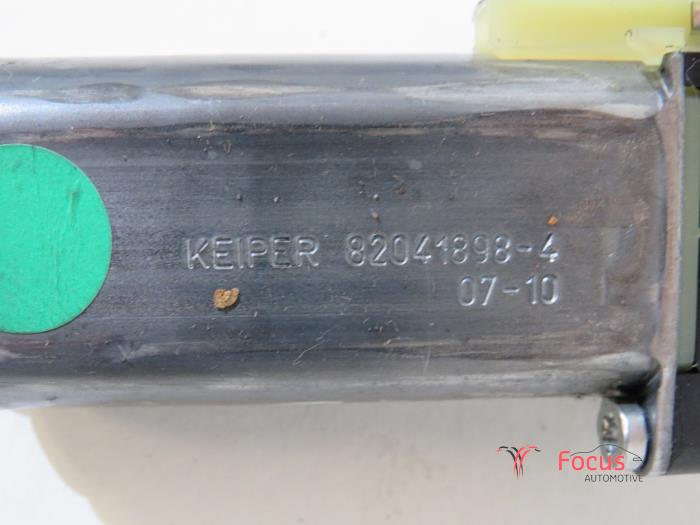 KEIPER 82041898-4
07-10
Focus
AUTOMOTIVE